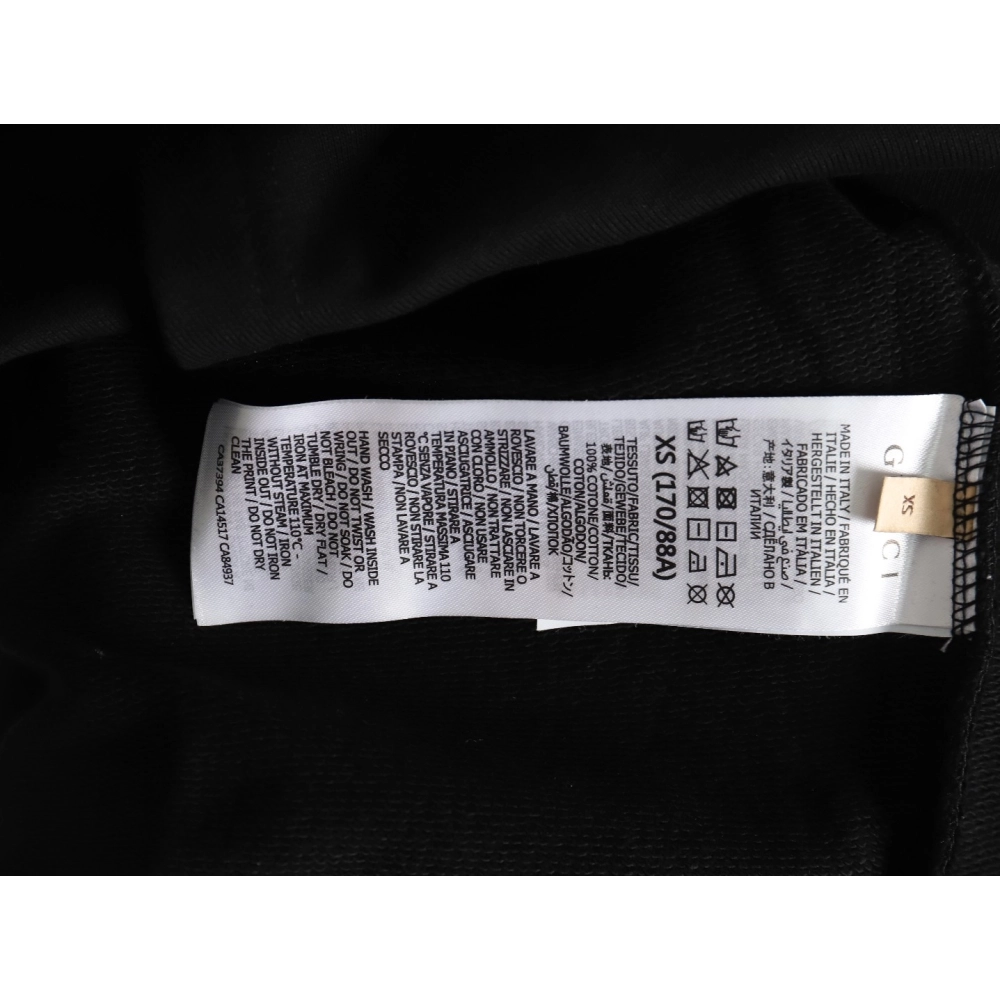 GUCCI
XS
MADE IN ITALY / FABRIQUÉ EN
ITALIE / HECHO EN ITALIA /
HERGESTELLT IN ITALIEN /
FABRICADO EM ITÁLIA /
イタリア製 / صنع في إيطاليا /
产地:意大利 / СДЕЛАНО В
ИТАЛИИ
XS (170/88A)
TESSUTO/FABRIC/TISSU/
TEJIDO/GEWEBE/TECIDO/
表地/قماش/面料/ТКАНЬ:
100% COTONE/COTTON/
COTON/ALGODON/
BAUMWOLLE/ALGODÃO/コットン/
قطن/棉/ХЛОПОК
LAVARE A MANO / LAVARE A
ROVESCIO / NON TORCERE O
STRIZZARE / NON LASCIARE IN
AMMOLLO / NON TRATTARE
CON CLORO / NON USARE
ASCIUGATRICE / ASCIUGARE
IN PIANO / STIRARE A
TEMPERATURA MASSIMA 110
°C SENZA VAPORE / STIRARE A
ROVESCIO / NON STIRARE LA
STAMPA / NON LAVARE A
SECCO
HAND WASH / WASH INSIDE
OUT / DO NOT TWIST OR
WRING / DO NOT SOAK / DO
NOT BLEACH / DO NOT
TUMBLE DRY / DRY FLAT /
IRON AT MAXIMUM
TEMPERATURE 110°C -
WITHOUT STEAM / IRON
INSIDE OUT / DO NOT IRON
THE PRINT / DO NOT DRY
CLEAN
CA37394 CA14517 CA84937